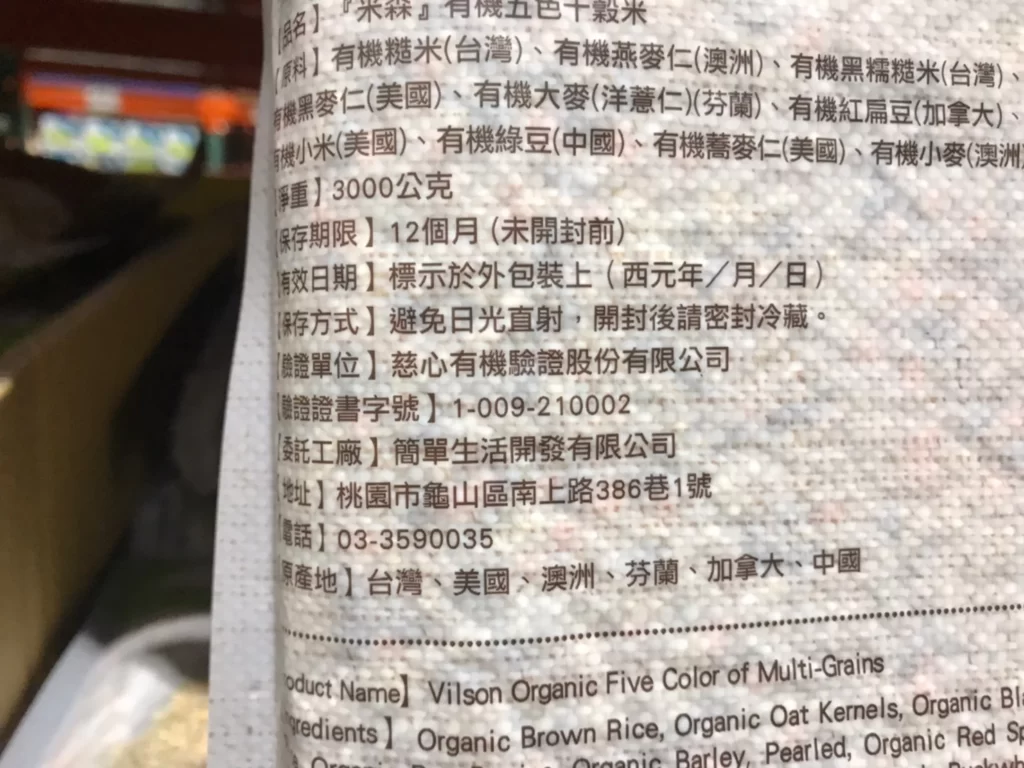 品名】『米森』有機五色十穀米
原料】有機糙米(台灣)、有機燕麥仁(澳洲)、有機黑糯糙米(台灣)、
有機黑麥仁(美國)、有機大麥(洋薏仁)(芬蘭)、有機紅扁豆(加拿大)、
有機小米(美國)、有機綠豆(中國)、有機蕎麥仁(美國)、有機小麥(澳洲)
淨重】3000公克
保存期限】12個月(未開封前)
有效日期】標示於外包裝上（西元年／月／日）
保存方式】避免日光直射，開封後請密封冷藏。
驗證單位】慈心有機驗證股份有限公司
驗證證書字號】1-009-210002
委託工廠】簡單生活開發有限公司
地址】桃園市龜山區南上路386巷1號
電話】03-3590035
原產地】台灣、美國、澳洲、芬蘭、加拿大、中國
oduct Name】Vilson Organic Five Color of Multi-Grains
gredients】Organic Brown Rice, Organic Oat Kernels, Organic Bla
Organic Barley, Pearled, Organic Red Sp